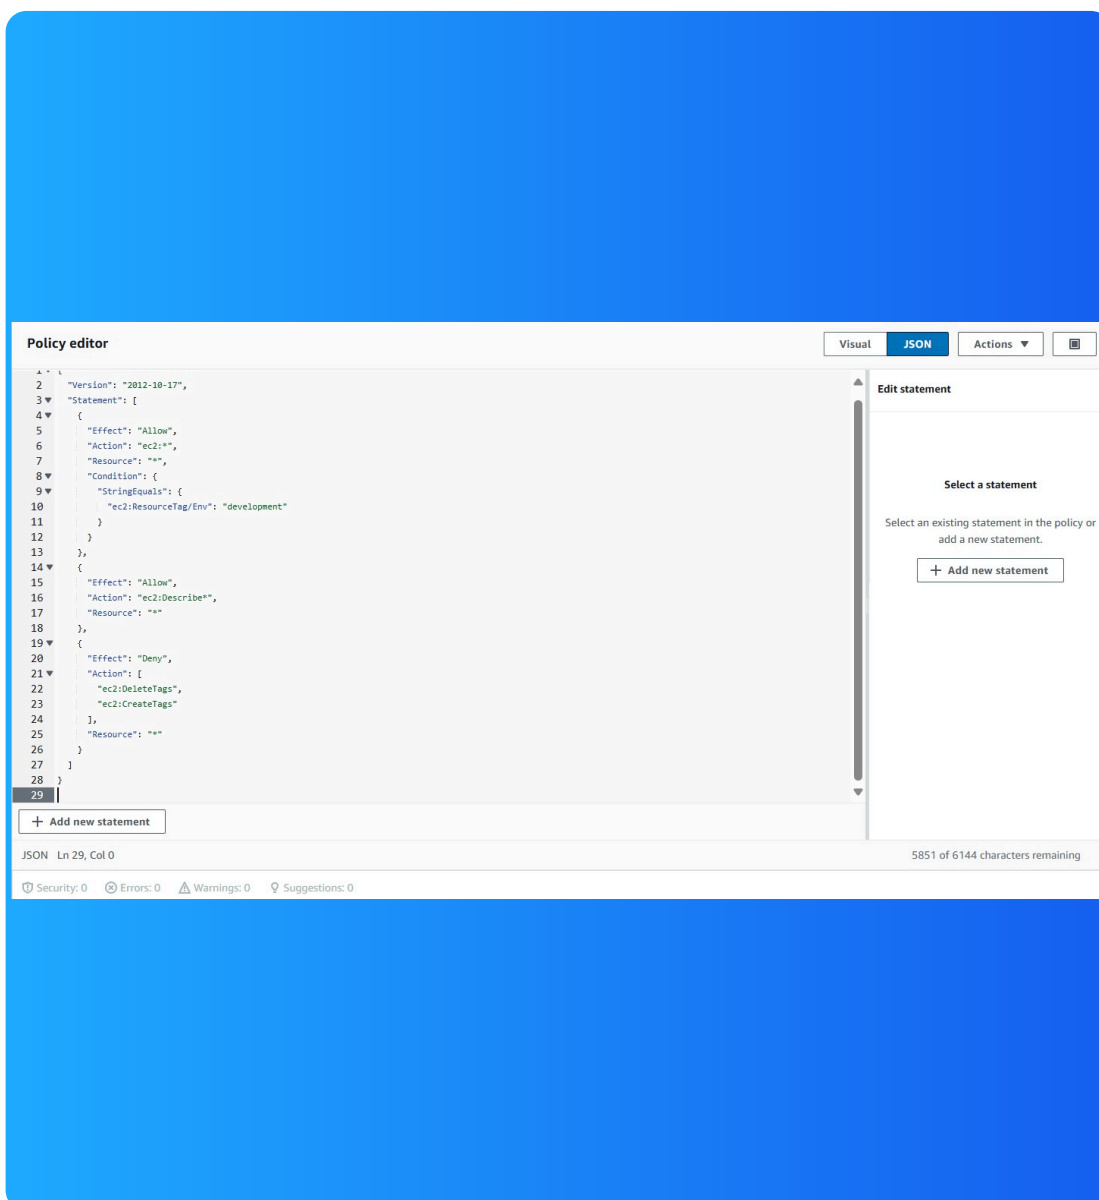 Policy editor
Visual JSON Actions
1
2 "Version": "2012-10-17",
3 "Statement": [
4 {
5 "Effect": "Allow",
6 "Action": "ec2:*",
7 "Resource": "*",
8 "Condition": {
9 "StringEquals": {
10 "ec2:ResourceTag/Env": "development"
11 }
12 }
13 },
14 {
15 "Effect": "Allow",
16 "Action": "ec2:Describe*",
17 "Resource": "*"
18 },
19 {
20 "Effect": "Deny",
21 "Action": [
22 "ec2:DeleteTags",
23 "ec2:CreateTags"
24 ],
25 "Resource": "*"
26 }
27 ]
28 }
29
+ Add new statement
JSON Ln 29, Col 0
Security: 0 Errors: 0 Warnings: 0 Suggestions: 0
Edit statement
Select a statement
Select an existing statement in the policy or
add a new statement.
+ Add new statement
5851 of 6144 characters remaining